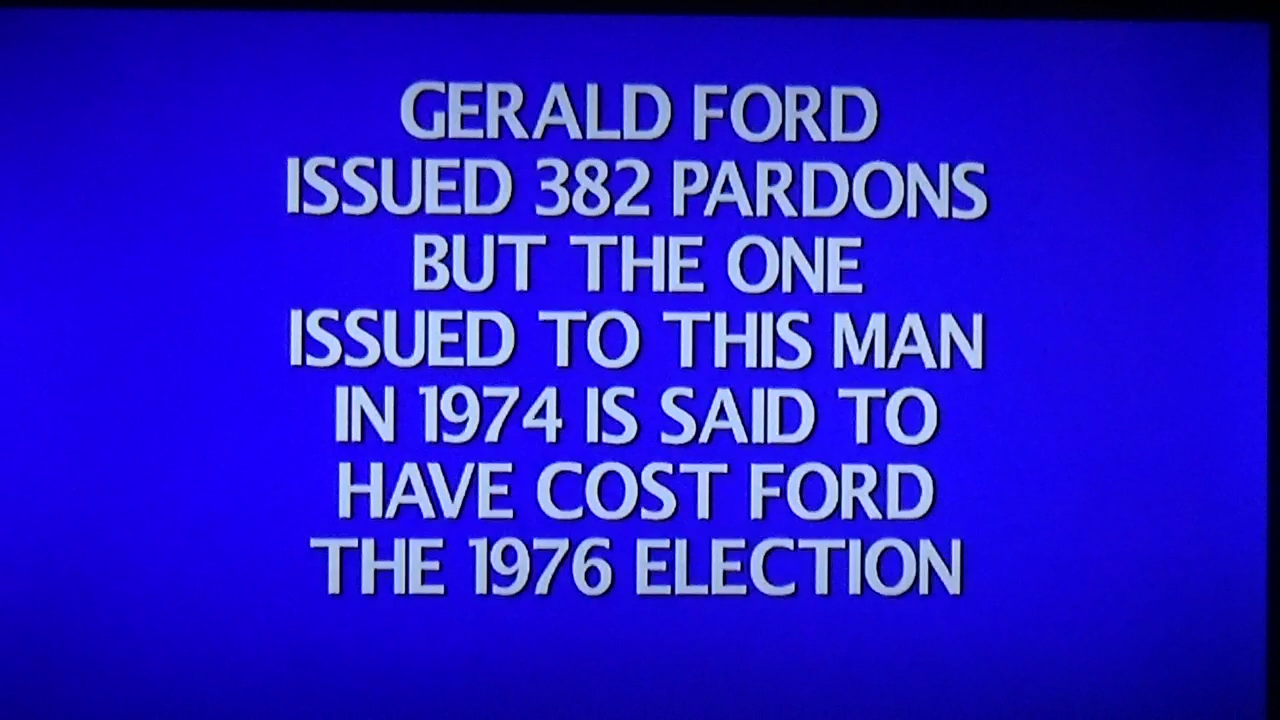 GERALD FORD
ISSUED 382 PARDONS
BUT THE ONE
ISSUED TO THIS MAN
IN 1974 IS SAID TO
HAVE COST FORD
THE 1976 ELECTION